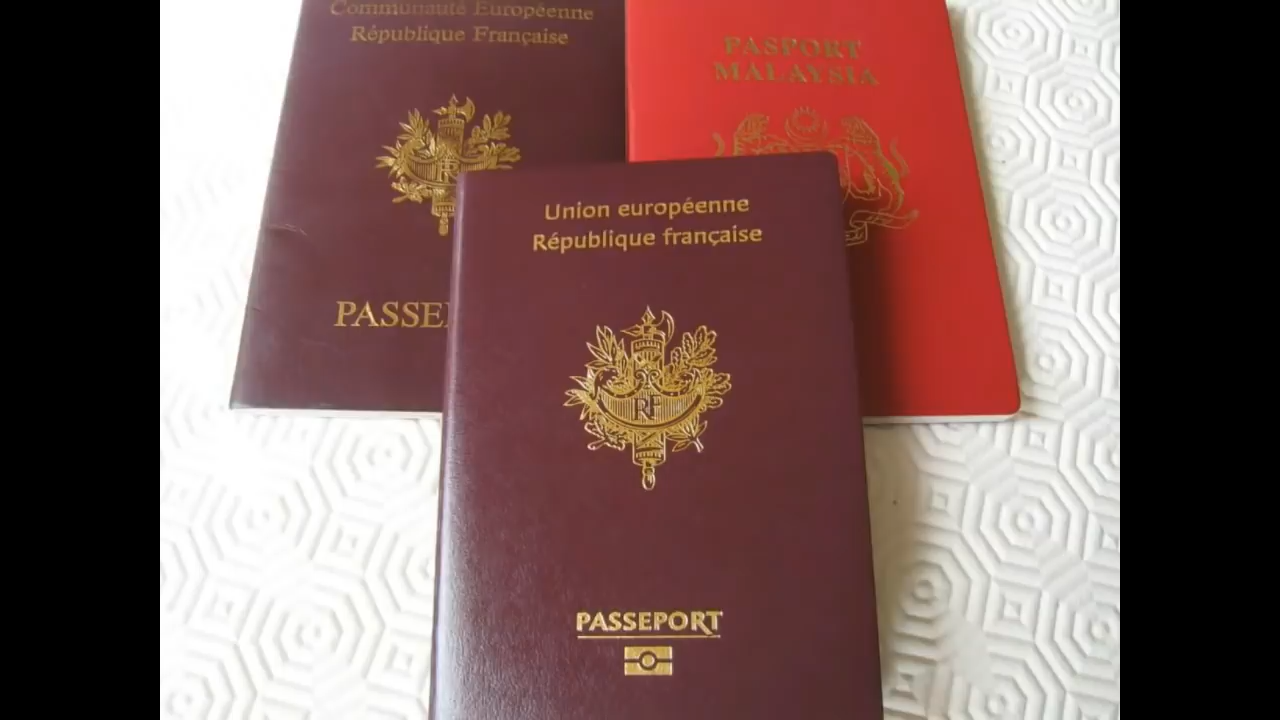 Communauté Européenne
République Française
PASSE
PASPORT
MALAYSIA
Union européenne
République française
RF
PASSEPORT